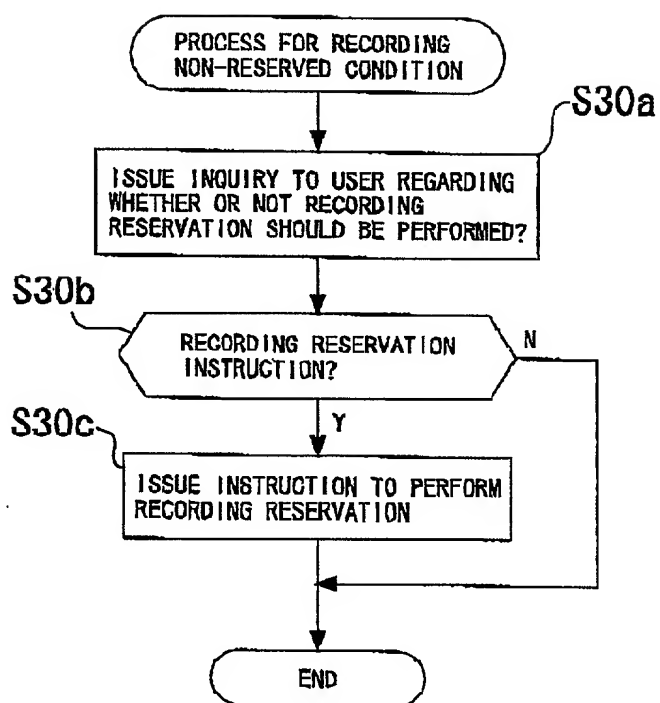 PROCESS FOR RECORDING
NON-RESERVED CONDITION
S30a
ISSUE INQUIRY TO USER REGARDING
WHETHER OR NOT RECORDING
RESERVATION SHOULD BE PERFORMED?
S30b
RECORDING RESERVATION
INSTRUCTION?
N
Y
S30c
ISSUE INSTRUCTION TO PERFORM
RECORDING RESERVATION
END